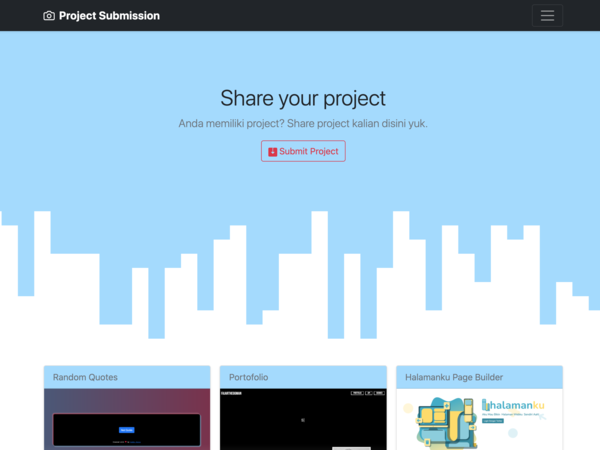 Project Submission
Share your project
Anda memiliki project? Share project kalian disini yuk.
Submit Project
Random Quotes
Portofolio
Halamanku Page Builder
halamanku